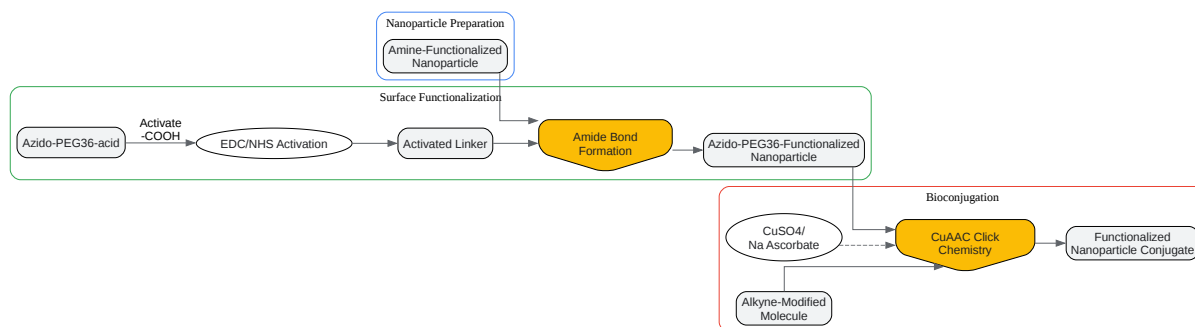 Nanoparticle Preparation
Amine-Functionalized
Nanoparticle
Surface Functionalization
Azido-PEG36-acid
Activate
-COOH
EDC/NHS Activation
Activated Linker
Amide Bond
Formation
Azido-PEG36-Functionalized
Nanoparticle
Bioconjugation
CuSO4/
Na Ascorbate
CuAAC Click
Chemistry
Functionalized
Nanoparticle Conjugate
Alkyne-Modified
Molecule